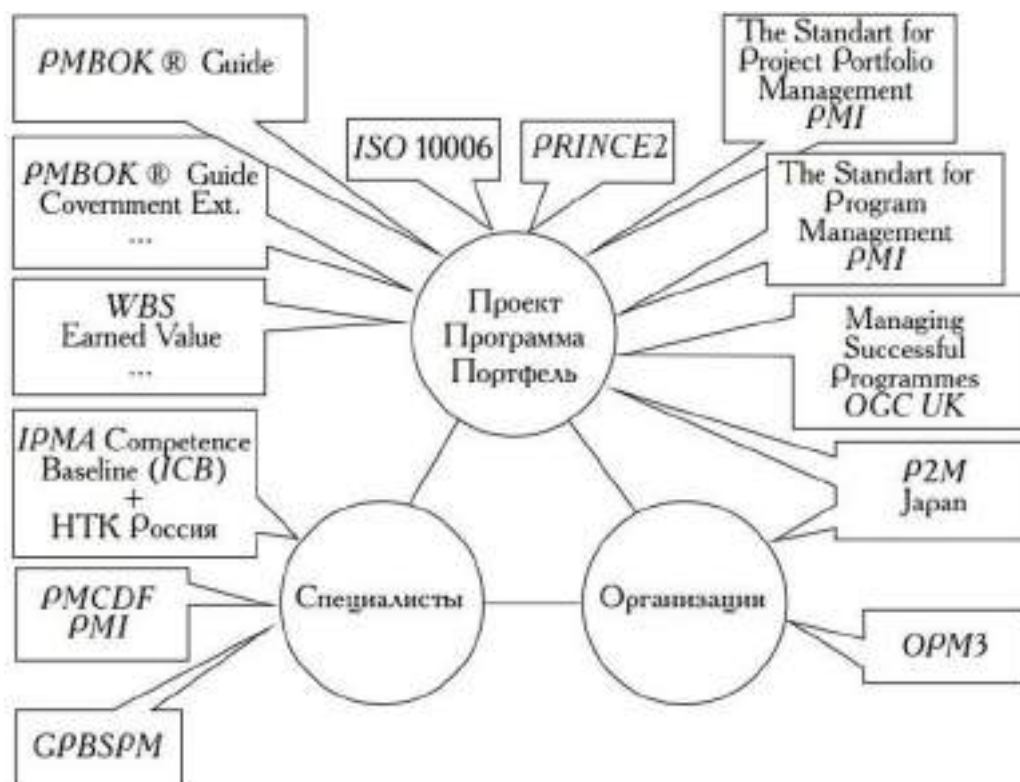 PMBOK ® Guide
ISO 10006
PRINCE2
The Standart for
Project Portfolio
Management
PMI
PMBOK ® Guide
Covernment Ext.
...
The Standart for
Program
Management
PMI
WBS
Earned Value
...
Проект
Программа
Портфель
Managing
Successful
Programmes
OGC UK
IPMA Competence
Baseline (ICB)
+
НТК Россия
P2M
Japan
PMCDF
PMI
Специалисты
Организации
OPM3
GPBSPM